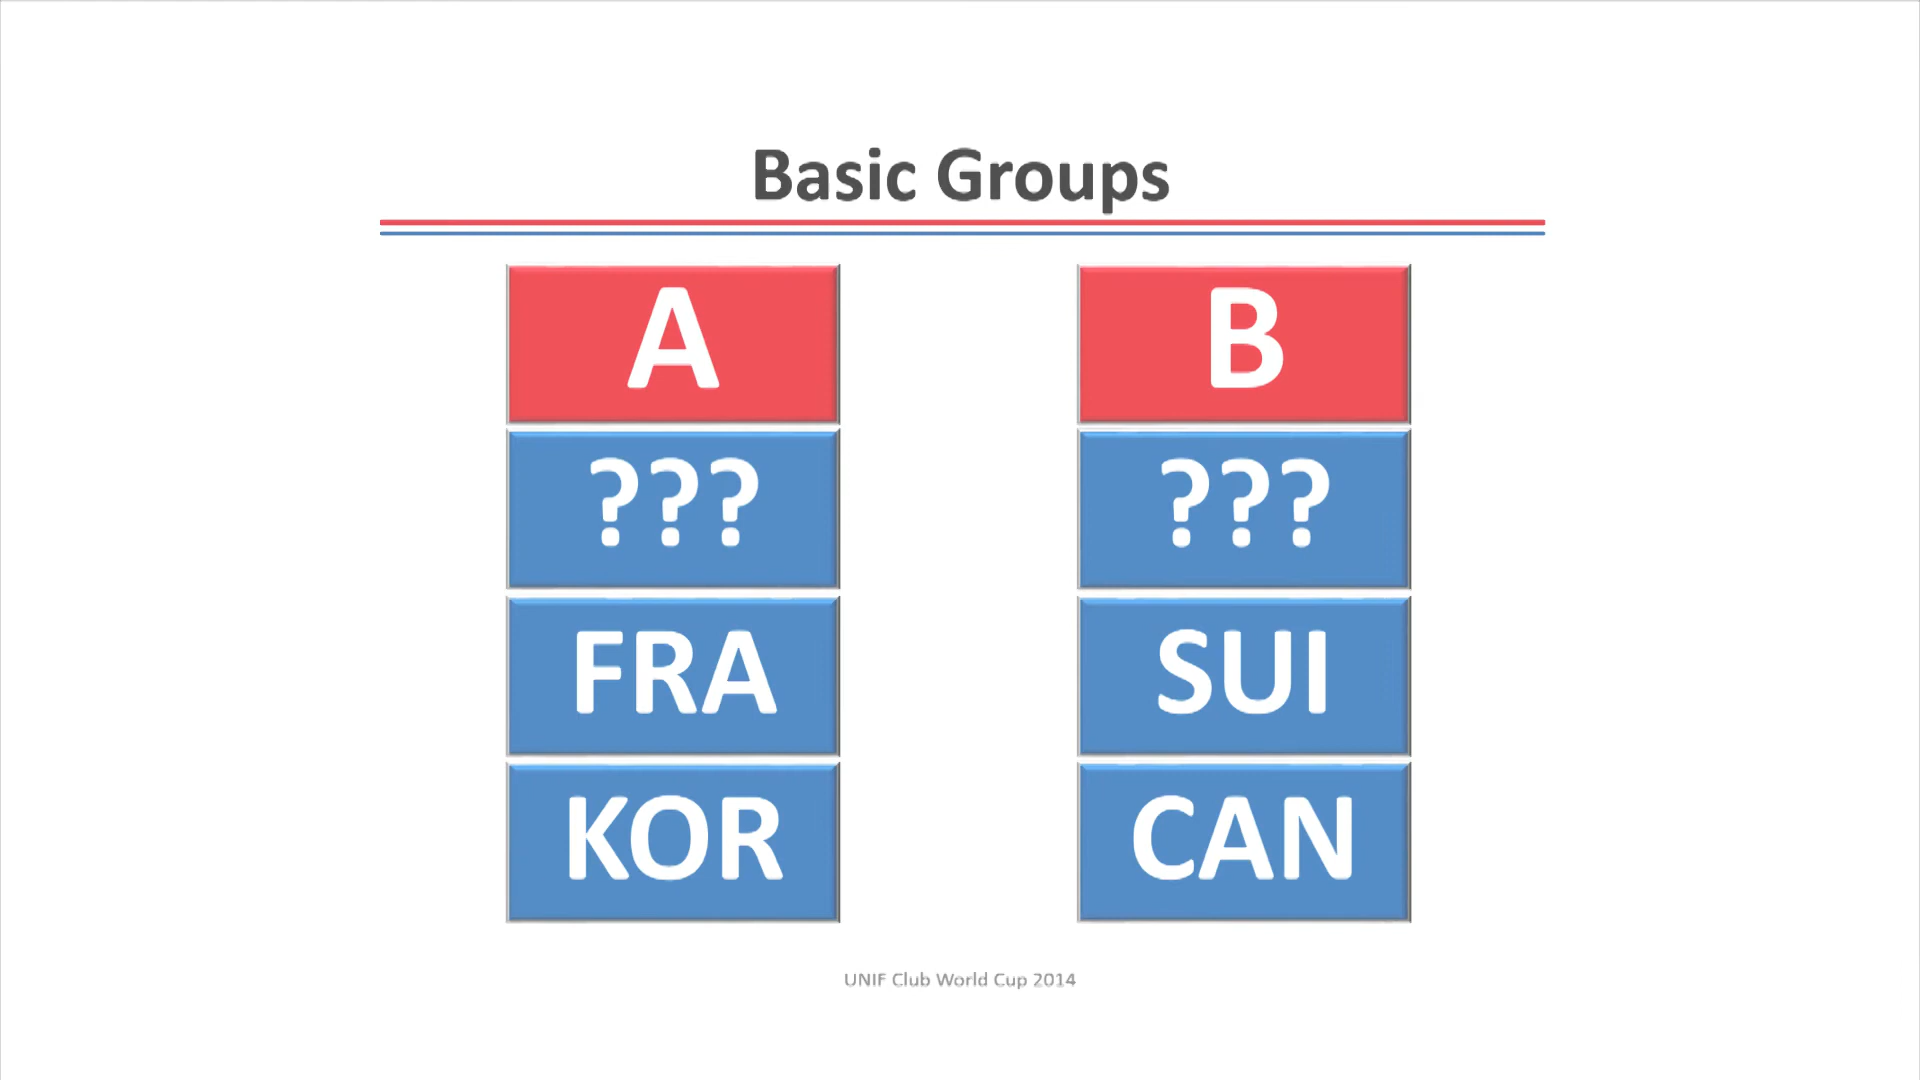 Basic Groups
A
???
FRA
KOR
B
???
SUI
CAN
UNIF Club World Cup 2014